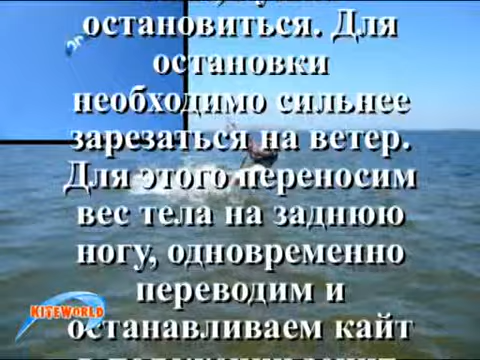 остановиться. Для
остановки
необходимо сильнее
зарезаться на ветер.
Для этого переносим
вес тела на заднюю
ногу, одновременно
переводим и
останавливаем кайт
KITEWORLD